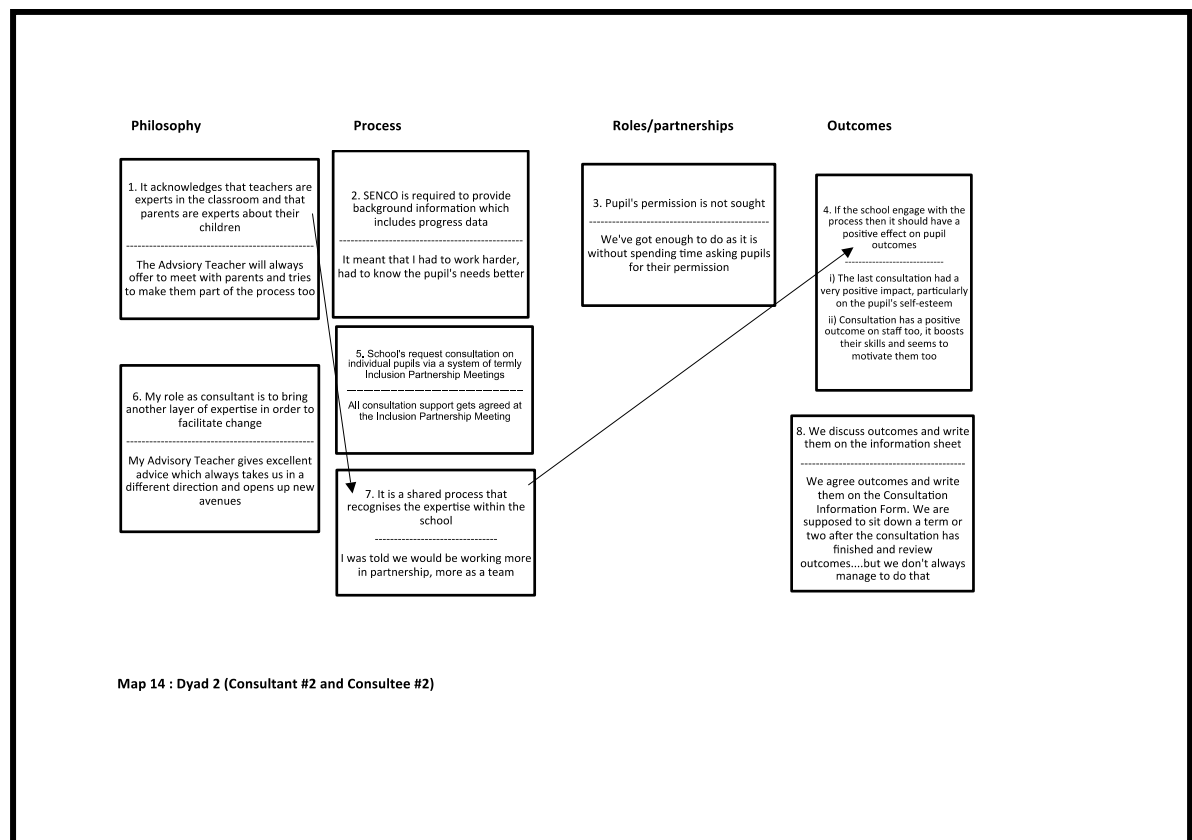 Philosophy
Process
Roles/partnerships
Outcomes
1. It acknowledges that teachers are
experts in the classroom and that
parents are experts about their
children
--------------------------------------------
The Advsiory Teacher will always
offer to meet with parents and tries
to make them part of the process too
2. SENCO is required to provide
background information which
includes progress data
--------------------------------------------
It meant that I had to work harder,
had to know the pupil's needs better
3. Pupil's permission is not sought
--------------------------------------------
We've got enough to do as it is
without spending time asking pupils
for their permission
4. If the school engage with the
process then it should have a
positive effect on pupil
outcomes
----------------------------
i) The last consultation had a
very positive impact, particularly
on the pupil's self-esteem
ii) Consultation has a positive
outcome on staff too, it boosts
their skills and seems to
motivate them too
5. School's request consultation on
individual pupils via a system of termly
Inclusion Partnership Meetings
----------------------------
All consultation support gets agreed at
the Inclusion Partnership Meeting
6. My role as consultant is to bring
another layer of expertise in order to
facilitate change
--------------------------------------------
My Advisory Teacher gives excellent
advice which always takes us in a
different direction and opens up new
avenues
7. It is a shared process that
recognises the expertise within the
school
-----------------------------
I was told we would be working more
in partnership, more as a team
8. We discuss outcomes and write
them on the information sheet
---------------------------------------
We agree outcomes and write
them on the Consultation
Information Form. We are
supposed to sit down a term or
two after the consultation has
finished and review
outcomes....but we don't always
manage to do that
Map 14 : Dyad 2 (Consultant #2 and Consultee #2)